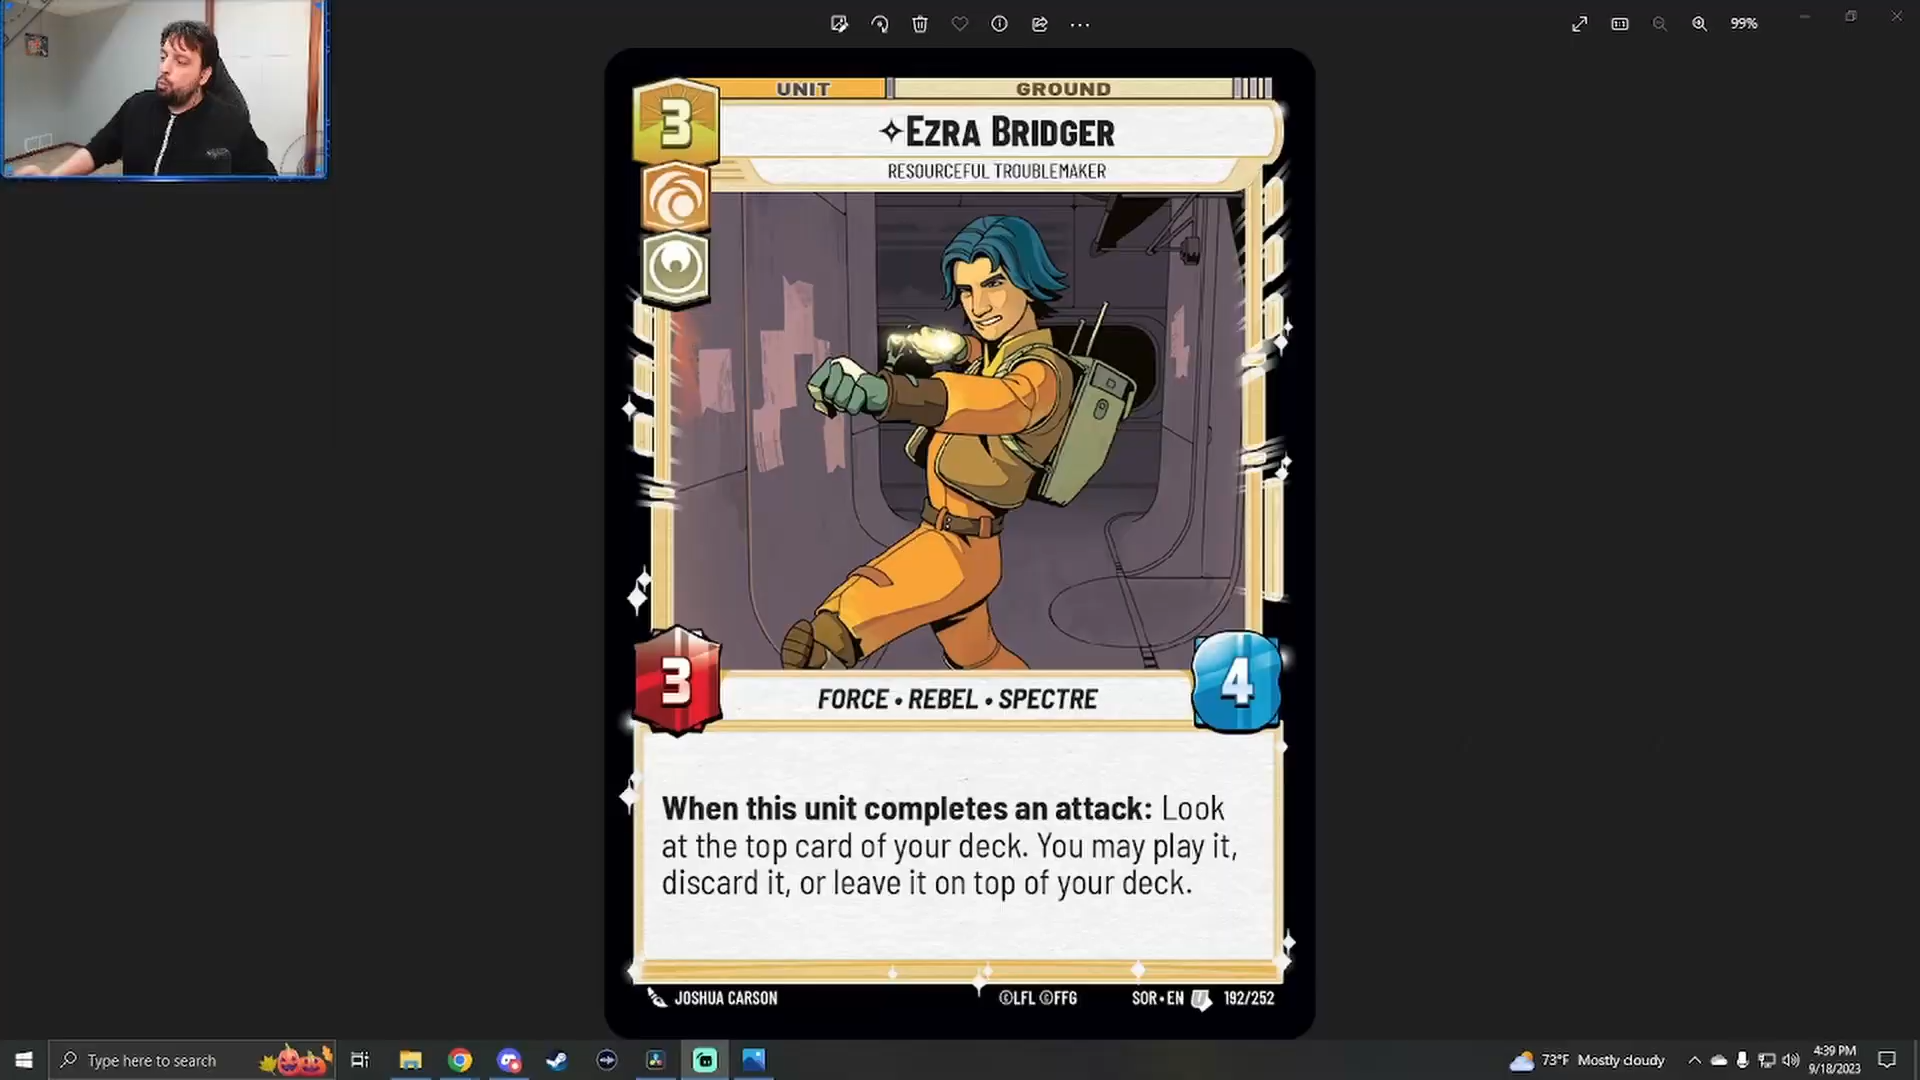 99%
UNIT
GROUND
3
EZRA BRIDGER
RESOURCEFUL TROUBLEMAKER
3
FORCE • REBEL • SPECTRE
4
When this unit completes an attack: Look
at the top card of your deck. You may play it,
discard it, or leave it on top of your deck.
JOSHUA CARSON
©LFL ©FFG
SOR • EN
U
192/252
Type here to search
73°F Mostly cloudy
4:39 PM
9/18/2023